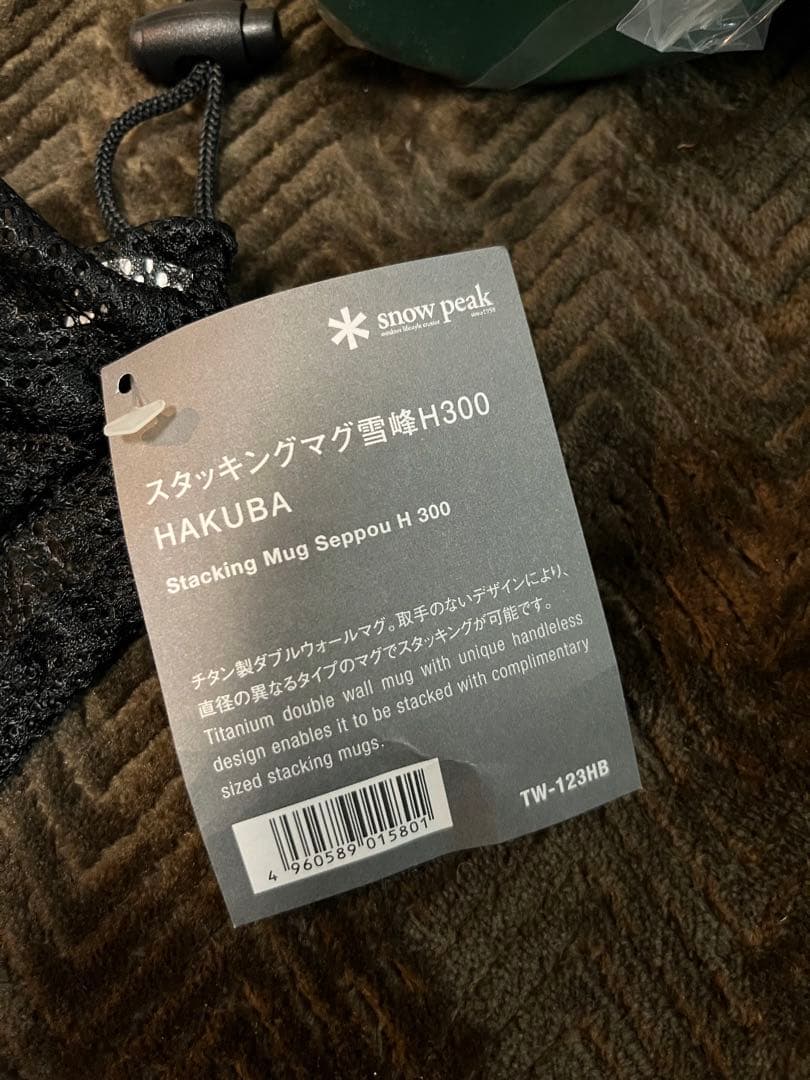 snow peak
outdoor lifestyle creator since1958
スタッキングマグ雪峰H300
HAKUBA
Stacking Mug Seppou H 300
チタン製ダブルウォールマグ。取手のないデザインにより、
直径の異なるタイプのマグでスタッキングが可能です。
Titanium double wall mug with unique handleless
design enables it to be stacked with complimentary
sized stacking mugs.
4 960589 015801
TW-123HB